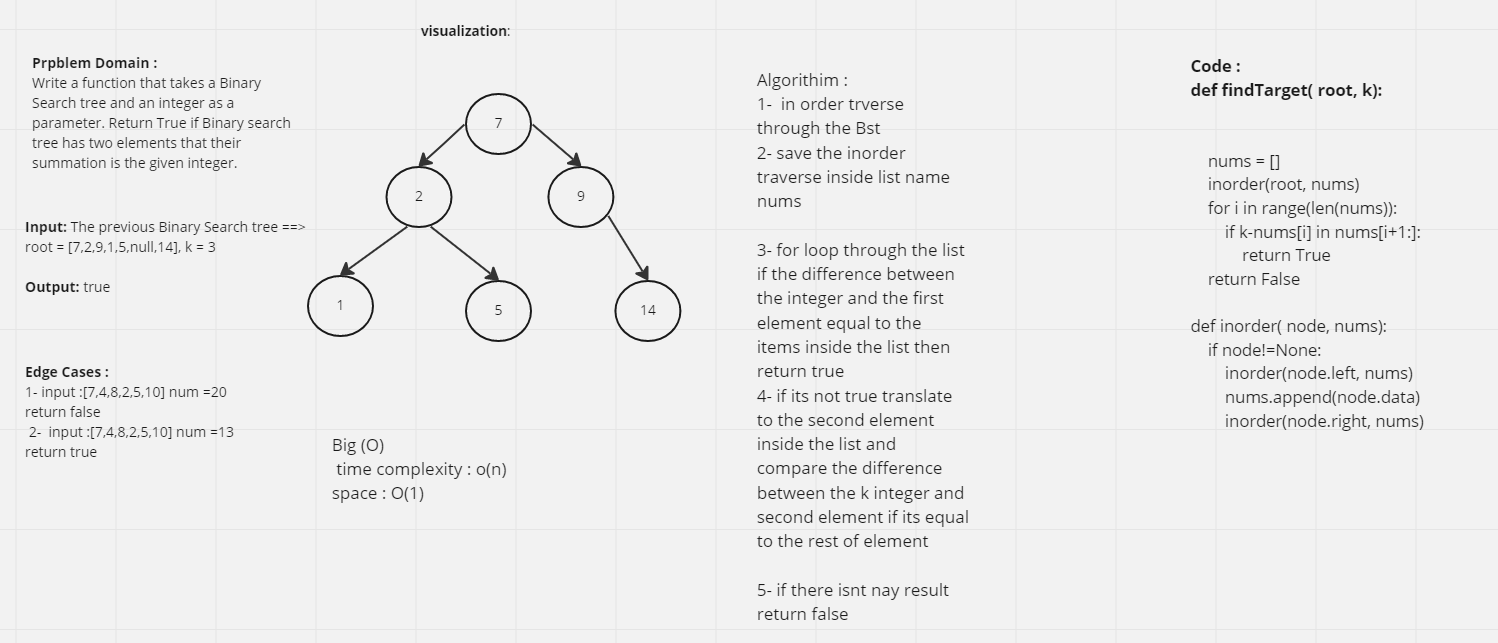 visualization:
Prpblem Domain :
Write a function that takes a Binary
Search tree and an integer as a
parameter. Return True if Binary search
tree has two elements that their
summation is the given integer.
Input: The previous Binary Search tree ==>
root = [7,2,9,1,5,null,14], k = 3
Output: true
Edge Cases :
1- input :[7,4,8,2,5,10] num =20
return false
2-  input :[7,4,8,2,5,10] num =13
return true
7
2
9
1
5
14
Big (O)
time complexity : o(n)
space : O(1)
Algorithim :
1-  in order trverse
through the Bst
2- save the inorder
traverse inside list name
nums
3- for loop through the list
if the difference between
the integer and the first
element equal to the
items inside the list then
return true
4- if its not true translate
to the second element
inside the list and
compare the difference
between the k integer and
second element if its equal
to the rest of element
5- if there isnt nay result
return false
Code :
def findTarget( root, k):
nums = []
inorder(root, nums)
for i in range(len(nums)):
if k-nums[i] in nums[i+1:]:
return True
return False
def inorder( node, nums):
if node!=None:
inorder(node.left, nums)
nums.append(node.data)
inorder(node.right, nums)